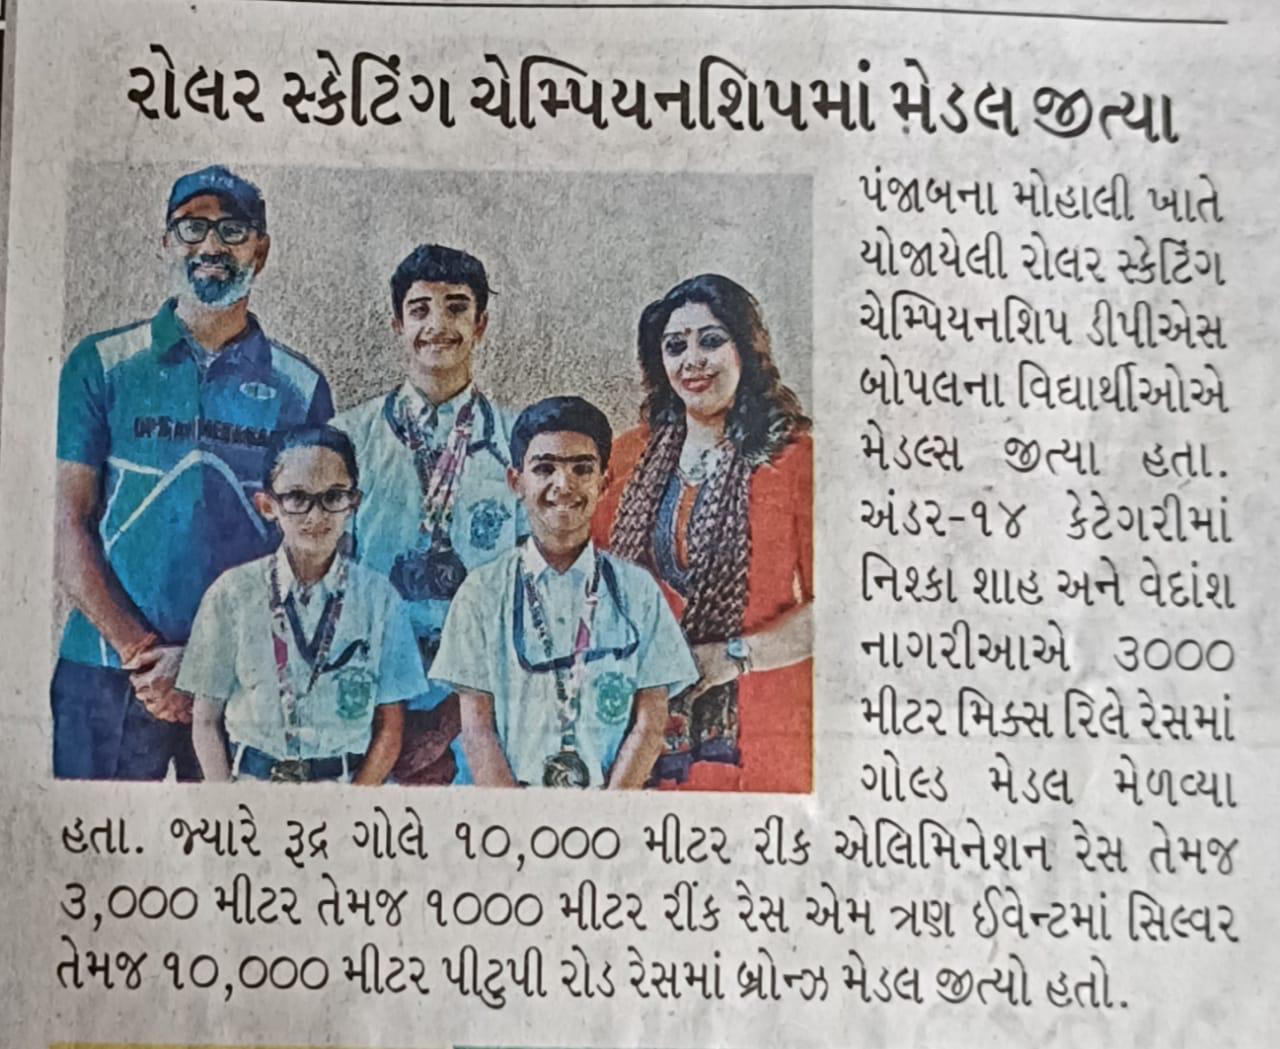 રોલર સ્કેટિંગ ચેમ્પિયનશિપમાં મેડલ જીત્યા
પંજાબના મોહાલી ખાતે
યોજાયેલી રોલર સ્કેટિંગ
ચેમ્પિયનશિપ ડીપીએસ
બોપલના વિદ્યાર્થીઓએ
મેડલ્સ જીત્યા હતા.
અંડર-૧૪ કેટેગરીમાં
નિશ્કા શાહ અને વેદાંશ
નાગરીઆએ ૩૦૦૦
મીટર મિક્સ રિલે રેસમાં
ગોલ્ડ મેડલ મેળવ્યા
હતા. જ્યારે રૂદ્ર ગોલે ૧૦,૦૦૦ મીટર રીંક એલિમિનેશન રેસ તેમજ
૩,૦૦૦ મીટર તેમજ ૧૦૦૦ મીટર રીંક રેસ એમ ત્રણ ઈવેન્ટમાં સિલ્વર
તેમજ ૧૦,૦૦૦ મીટર પીટુપી રોડ રેસમાં બ્રોન્ઝ મેડલ જીત્યો હતો.